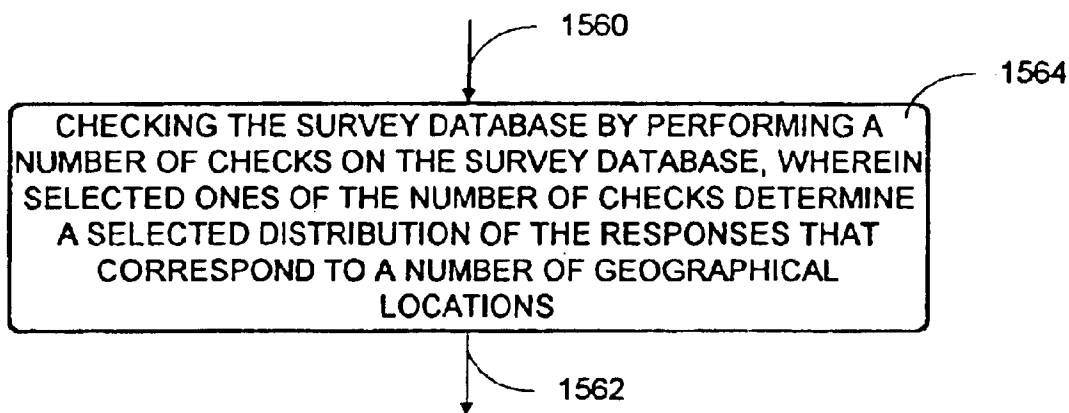 1560
1564
CHECKING THE SURVEY DATABASE BY PERFORMING A
NUMBER OF CHECKS ON THE SURVEY DATABASE, WHEREIN
SELECTED ONES OF THE NUMBER OF CHECKS DETERMINE
A SELECTED DISTRIBUTION OF THE RESPONSES THAT
CORRESPOND TO A NUMBER OF GEOGRAPHICAL
LOCATIONS
1562